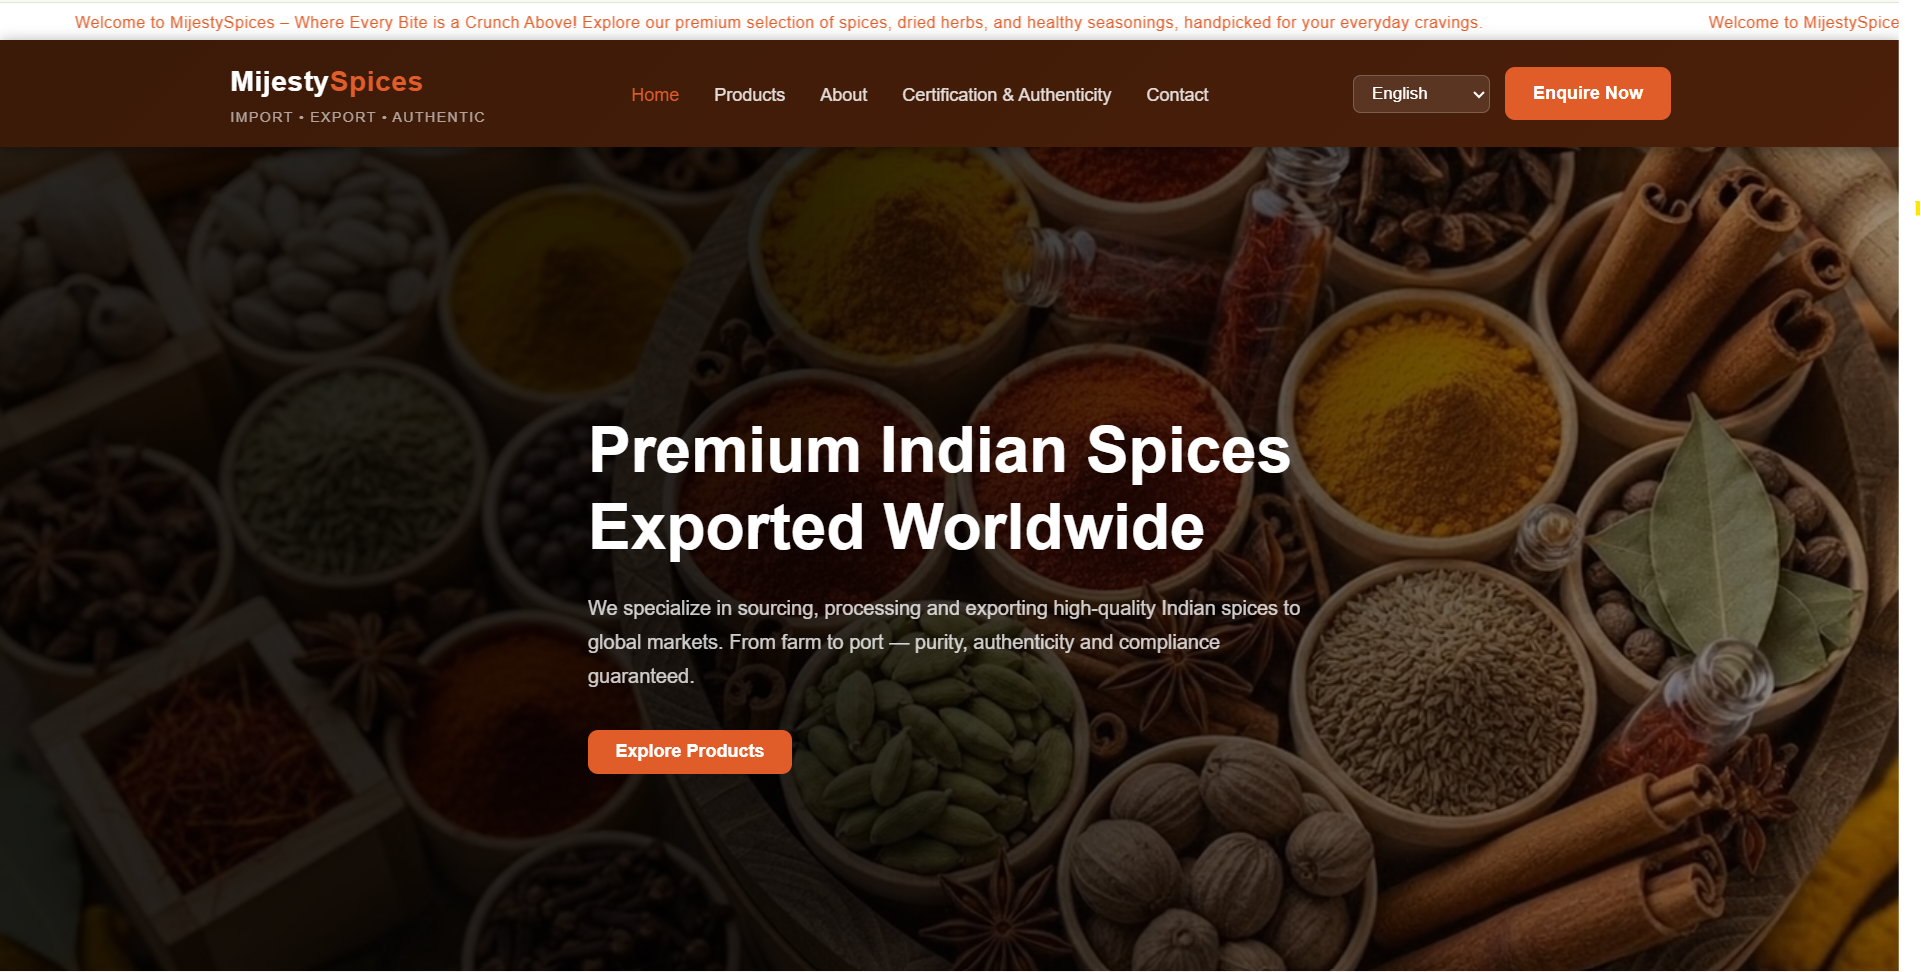 Welcome to MijestySpices – Where Every Bite is a Crunch Above! Explore our premium selection of spices, dried herbs, and healthy seasonings, handpicked for your everyday cravings. Welcome to MijestySpice
MijestySpices
IMPORT • EXPORT • AUTHENTIC
Home Products About Certification & Authenticity Contact
English
Enquire Now
Premium Indian Spices
Exported Worldwide
We specialize in sourcing, processing and exporting high-quality Indian spices to
global markets. From farm to port — purity, authenticity and compliance
guaranteed.
Explore Products